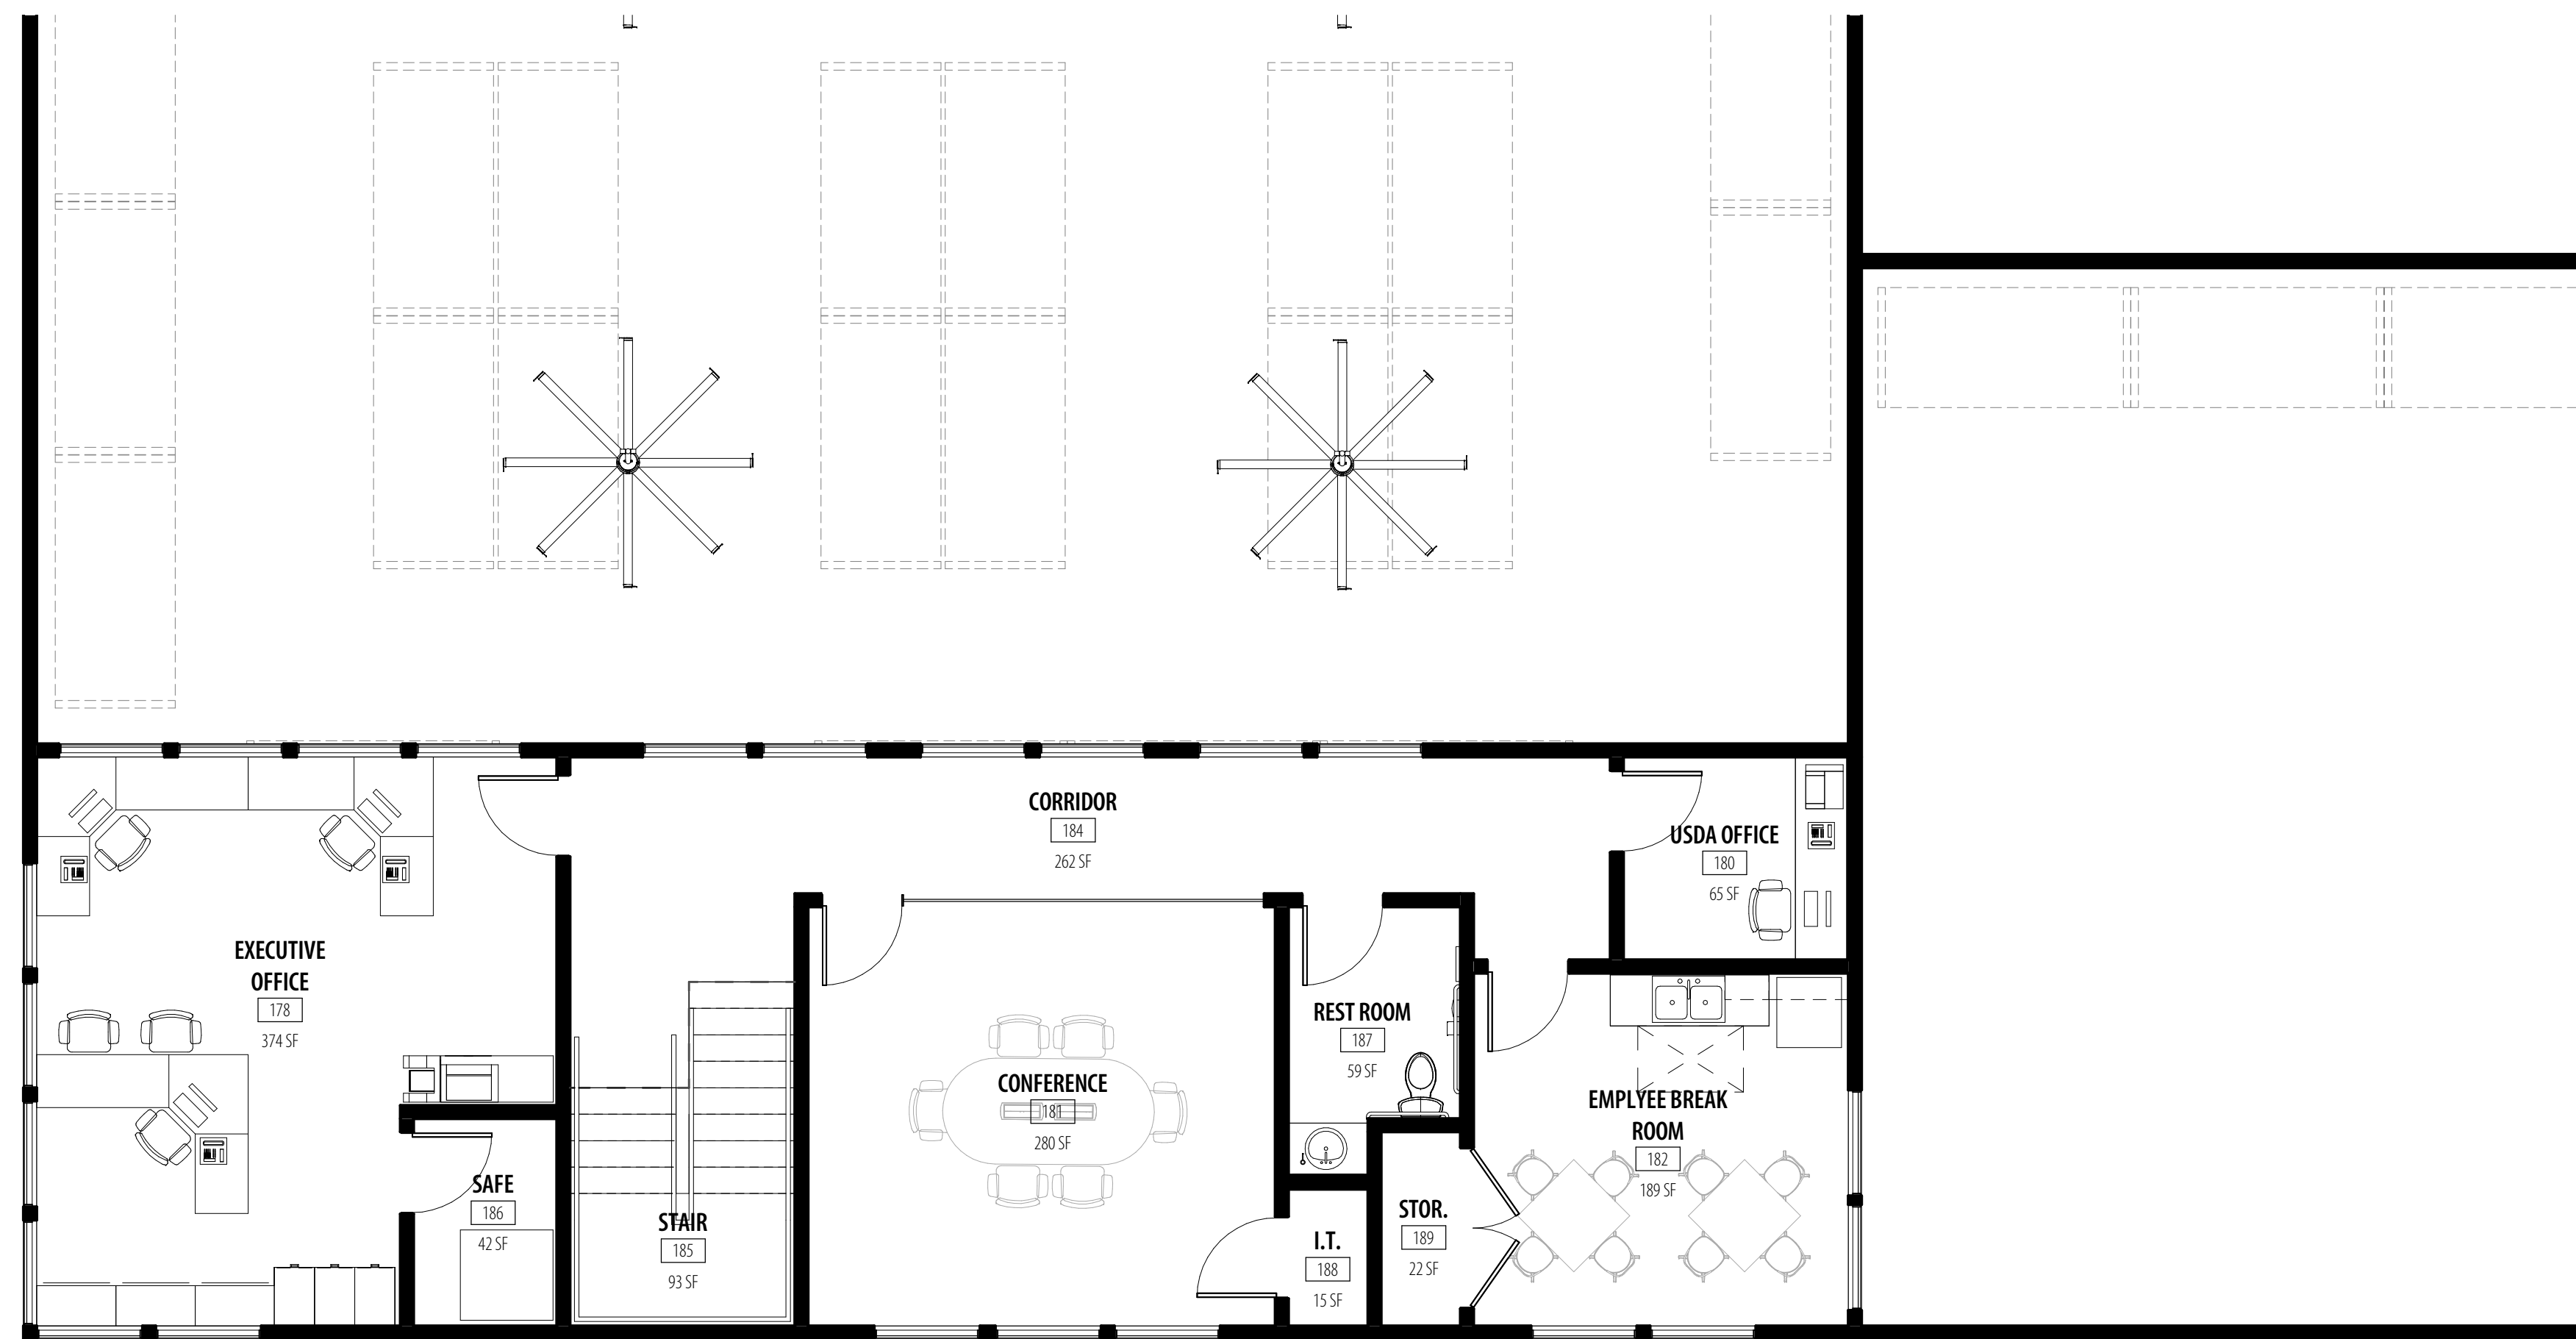 CORRIDOR
184
262 SF
USDA OFFICE
180
65 SF
EXECUTIVE
OFFICE
178
374 SF
REST ROOM
187
59 SF
CONFERENCE
181
280 SF
EMPLYEE BREAK
ROOM
182
189 SF
SAFE
186
42 SF
STAIR
185
93 SF
STOR.
189
22 SF
I.T.
188
15 SF